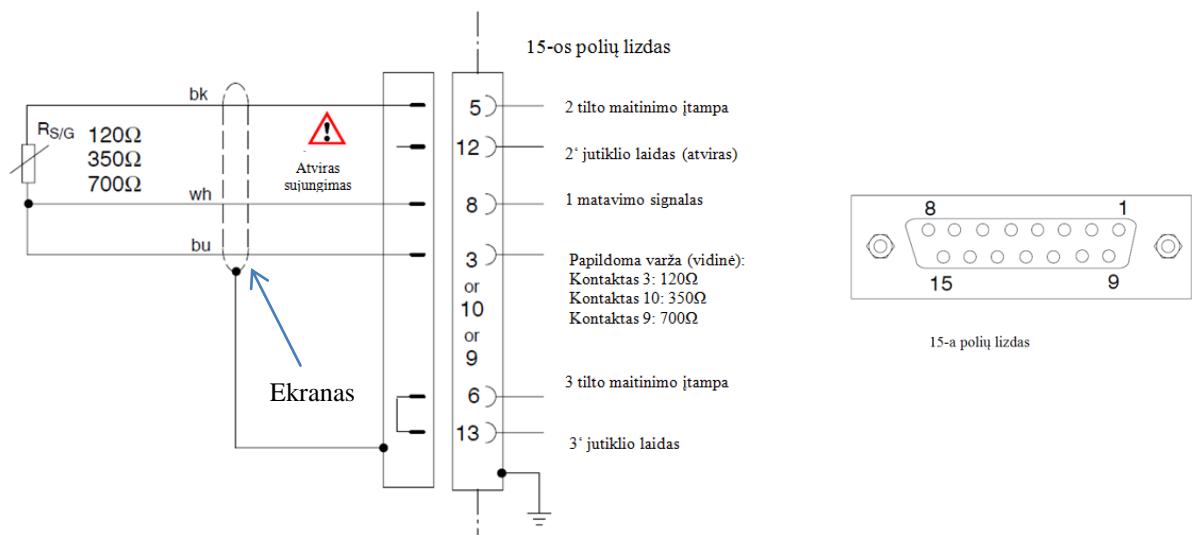 15-os polių lizdas
bk
5
2 tilto maitinimo įtampa
RS/G
120Ω
350Ω
700Ω
!
Atviras
sujungimas
12
2‘ jutiklio laidas (atviras)
wh
8
1 matavimo signalas
bu
3
or
10
or
9
Papildoma varža (vidinė):
Kontaktas 3: 120Ω
Kontaktas 10: 350Ω
Kontaktas 9: 700Ω
Ekranas
6
3 tilto maitinimo įtampa
13
3‘ jutiklio laidas
8
1
15
9
15-a polių lizdas